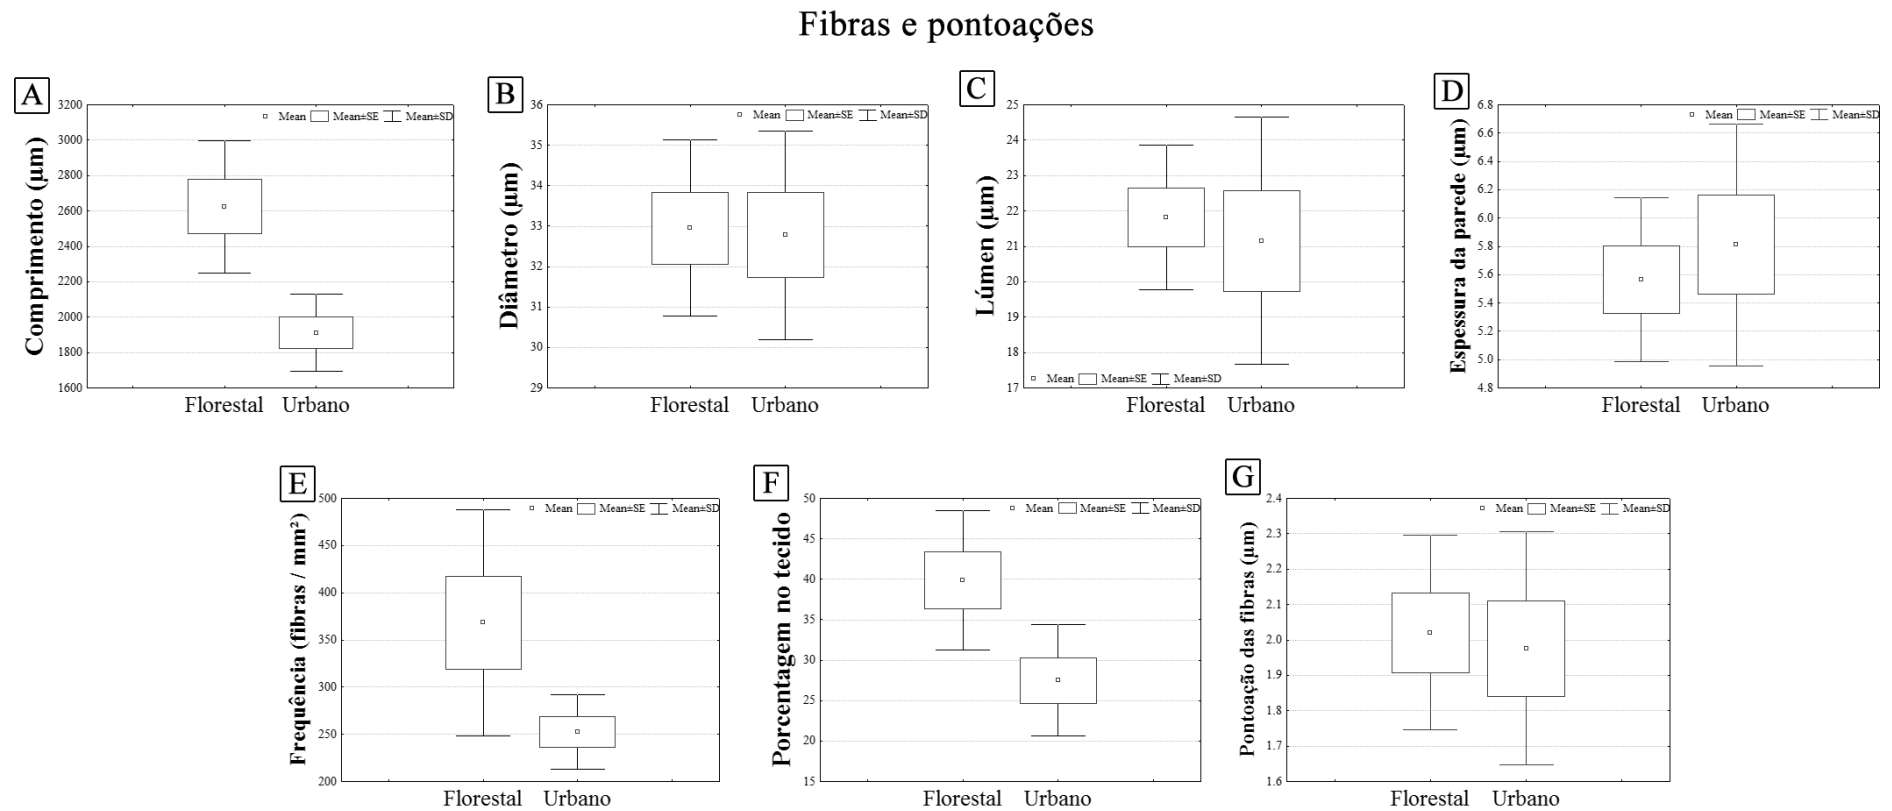 Fibras e pontoações
A
Comprimento (µm)
3200
3000
2800
2600
2400
2200
2000
1800
1600
Mean Mean±SE Mean±SD
Florestal Urbano
B
Diâmetro (µm)
36
35
34
33
32
31
30
29
Mean Mean±SE Mean±SD
Florestal Urbano
C
Lúmen (µm)
25
24
23
22
21
20
19
18
17
Mean Mean±SE Mean±SD
Florestal Urbano
D
Espessura da parede (µm)
6.8
6.6
6.4
6.2
6.0
5.8
5.6
5.4
5.2
5.0
4.8
Mean Mean±SE Mean±SD
Florestal Urbano
E
Frequência (fibras / mm²)
500
450
400
350
300
250
200
Mean Mean±SE Mean±SD
Florestal Urbano
F
Porcentagem no tecido
50
45
40
35
30
25
20
15
Mean Mean±SE Mean±SD
Florestal Urbano
G
Pontoação das fibras (µm)
2.4
2.3
2.2
2.1
2.0
1.9
1.8
1.7
1.6
Mean Mean±SE Mean±SD
Florestal Urbano